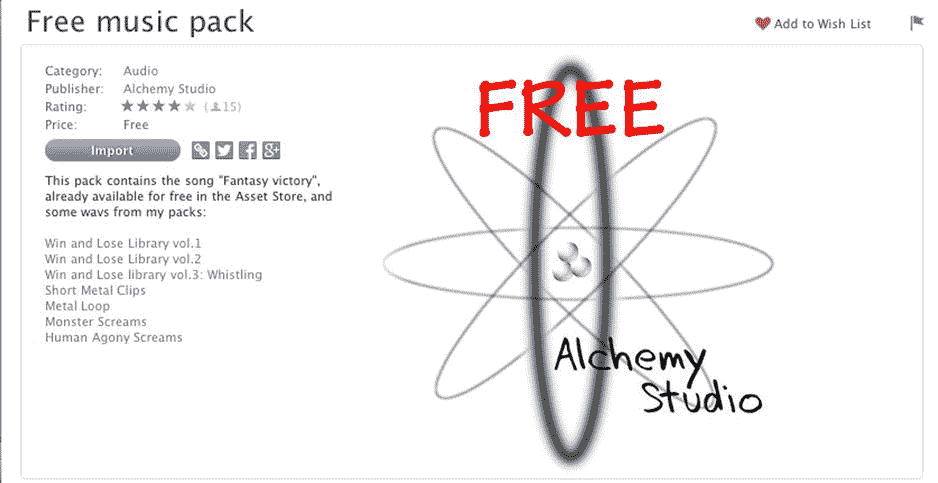 Free music pack
Add to Wish List
Category: Audio
Publisher: Alchemy Studio
Rating: (15)
Price: Free
Import
This pack contains the song "Fantasy victory",
already available for free in the Asset Store, and
some wavs from my packs:
Win and Lose Library vol.1
Win and Lose Library vol.2
Win and Lose library vol.3: Whistling
Short Metal Clips
Metal Loop
Monster Screams
Human Agony Screams
FREE
Alchemy
Studio